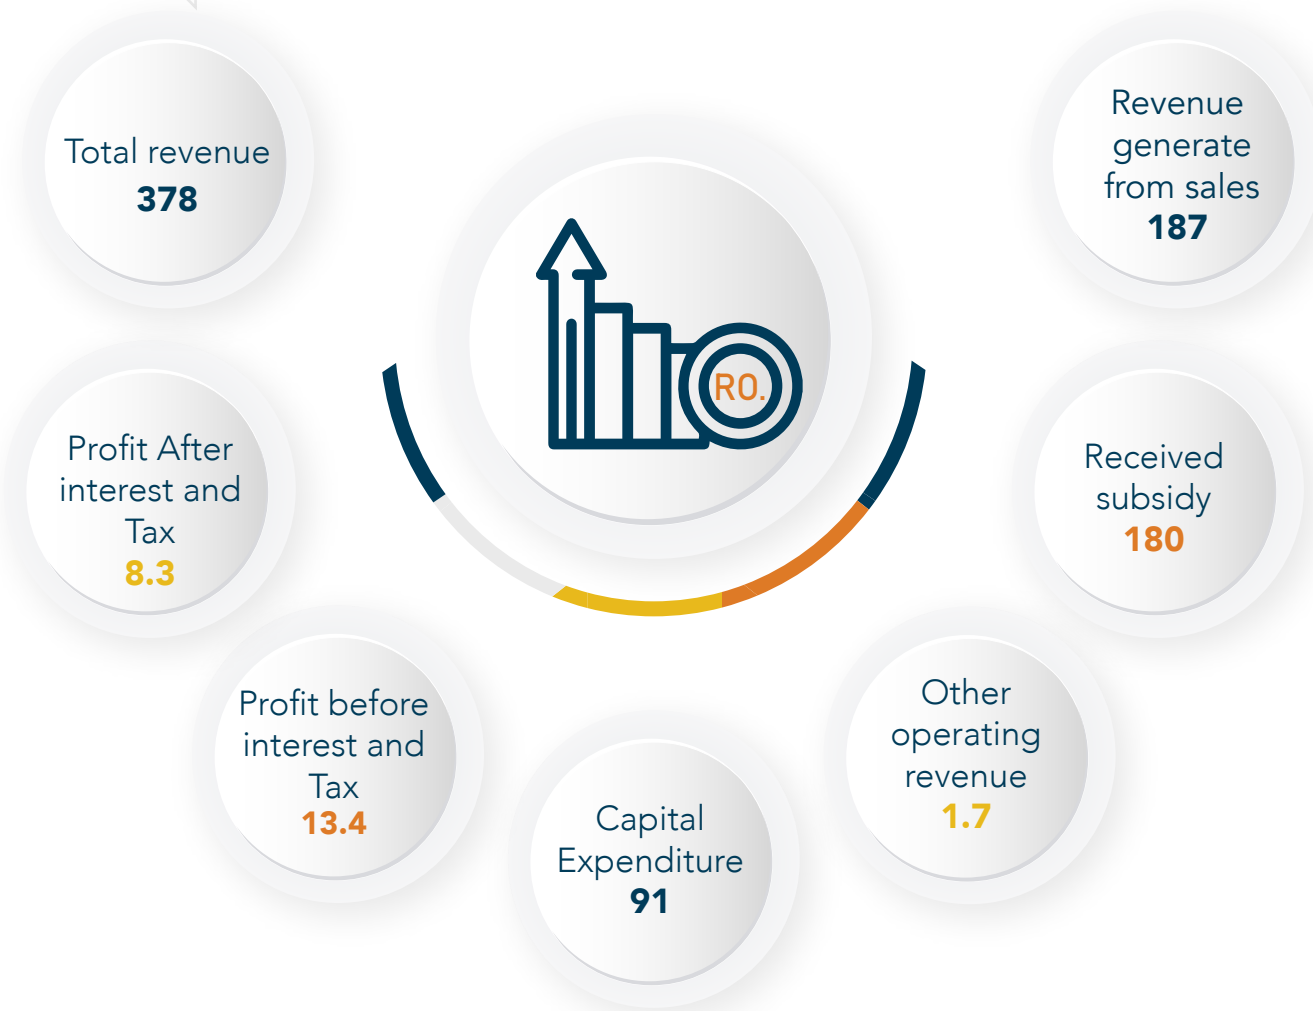 Total revenue
378
Revenue
generate
from sales
187
RO.
Profit After
interest and
Tax
8.3
Received
subsidy
180
Profit before
interest and
Tax
13.4
Other
operating
revenue
1.7
Capital
Expenditure
91